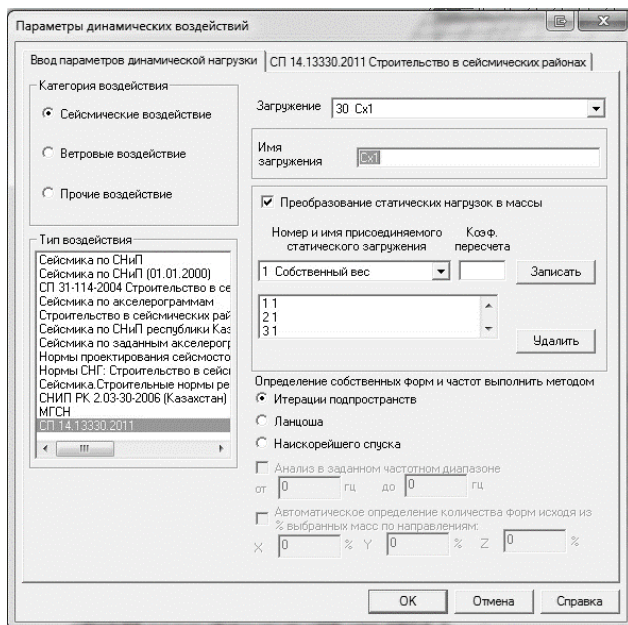 Параметры динамических воздействий
Ввод параметров динамической нагрузки
СП 14.13330.2011 Строительство в сейсмических районах
Категория воздействия
Сейсмические воздействие
Ветровые воздействие
Прочие воздействие
Загружение
30 Сх1
Имя загружения
Сх1
Преобразование статических нагрузок в массы
Номер и имя присоединяемого статического загружения
Коэф. пересчета
1 Собственный вес
Записать
1 1
2 1
3 1
Удалить
Тип воздействия
Сейсмика по СНиП
Сейсмика по СНиП (01.01.2000)
СП 31-114-2004 Строительство в се
Сейсмика по акселерограммам
Строительство в сейсмических рай
Сейсмика по СНиП республики Каз
Сейсмика по заданным акселерогр
Нормы проектирования сейсмосто
Нормы СНГ: Строительство в сейс
Сейсмика.Строительные нормы ре
СНИП РК 2.03-30-2006 (Казахстан)
МГСН
СП 14.13330.2011
Определение собственных форм и частот выполнить методом
Итерации подпространств
Ланцоша
Наискорейшего спуска
Анализ в заданном частотном диапазоне
от 0 гц до 0 гц
Автоматическое определение количества форм исходя из
% выбранных масс по направлениям:
X 0 % Y 0 % Z 0 %
OK
Отмена
Справка